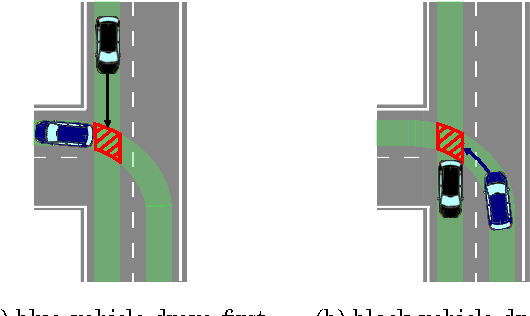 ) blue vehicle drove first
(b) black vehicle dr